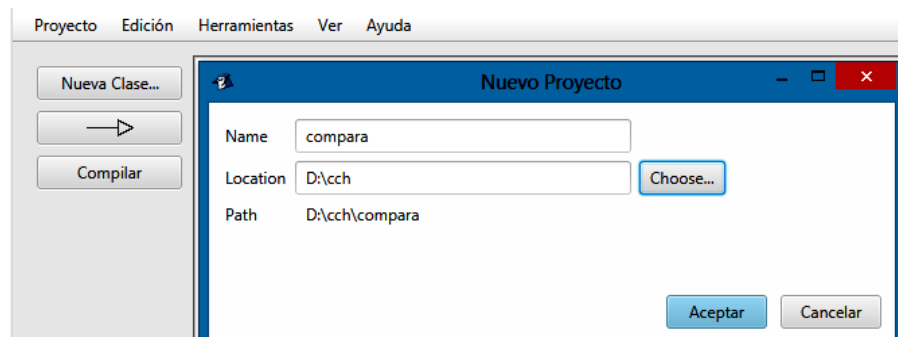 Proyecto Edición Herramientas Ver Ayuda
Nueva Clase...
Compilar
Nuevo Proyecto
Name compara
Location D:\cch Choose...
Path D:\cch\compara
Aceptar Cancelar